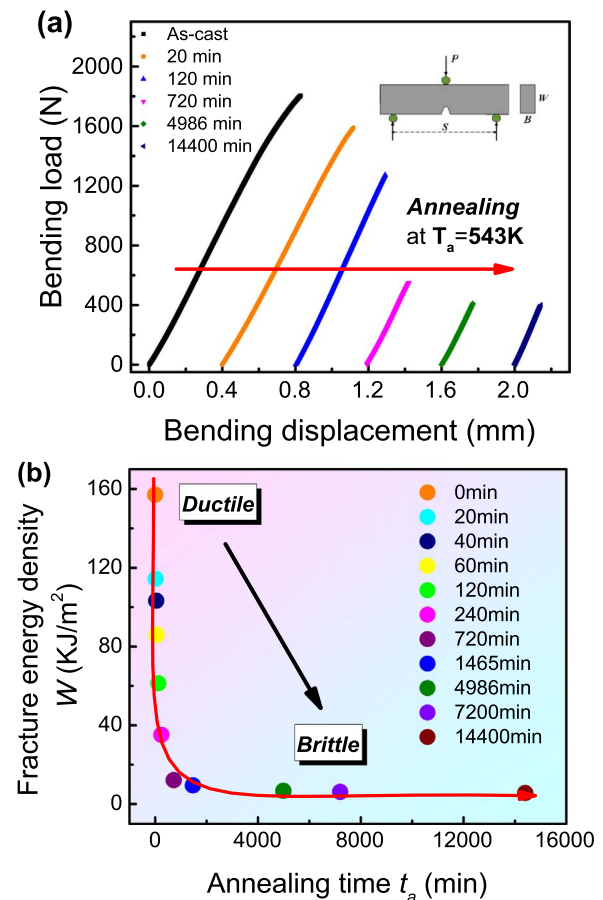 (a)
As-cast
20 min
120 min
720 min
4986 min
14400 min
P
S
B
W
Annealing
at Ta=543K
2000
1600
1200
800
400
0
0.0 0.4 0.8 1.2 1.6 2.0
Bending load (N)
Bending displacement (mm)
(b)
Ductile
Brittle
0min
20min
40min
60min
120min
240min
720min
1465min
4986min
7200min
14400min
160
120
80
40
0
0 4000 8000 12000 16000
Fracture energy density
W (KJ/m²)
Annealing time ta (min)